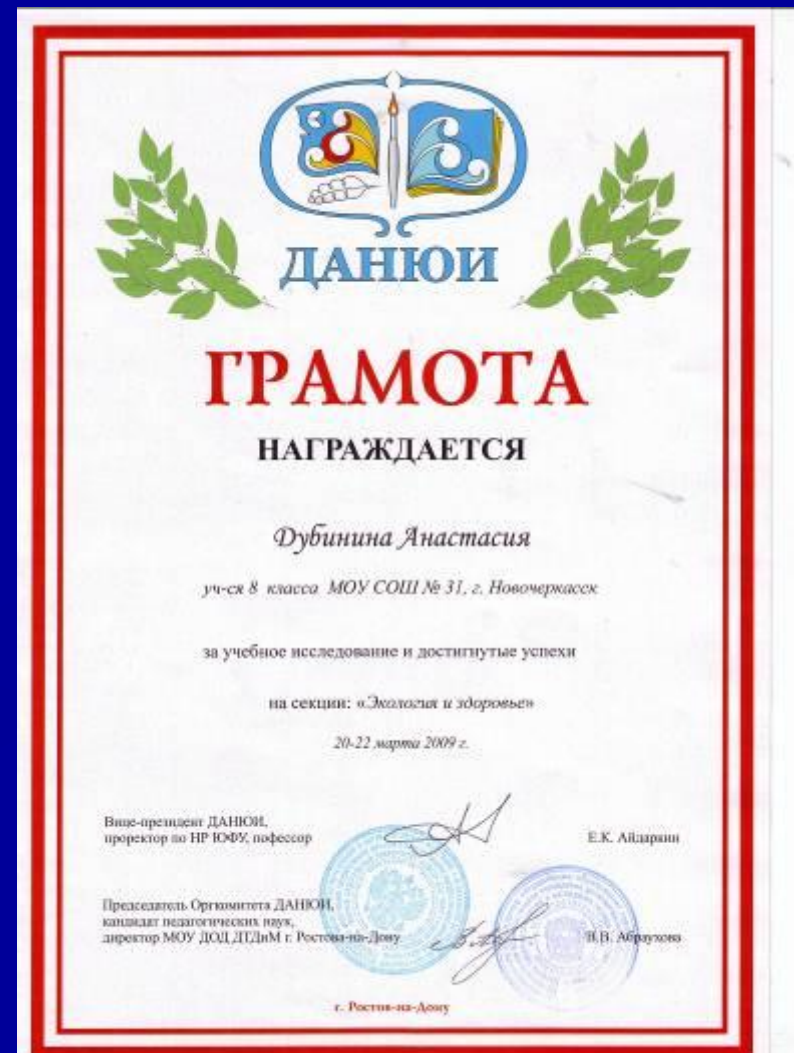 ДАНЮИ
ГРАМОТА
НАГРАЖДАЕТСЯ
Дубинина Анастасия
уч-ся 8 класса МОУ СОШ № 31, г. Новочеркасск
за учебное исследование и достигнутые успехи
на секции: «Экология и здоровье»
20-22 марта 2009 г.
Вице-президент ДАНЮИ,
проректор по НР ЮФУ, пофессор
Е.К. Айдаркин
Председатель Оргкомитета ДАНЮИ,
кандидат педагогических наук,
директор МОУ ДОД ДТДиМ г. Ростова-на-Дону
В.В. Абраухова
г. Ростов-на-Дону